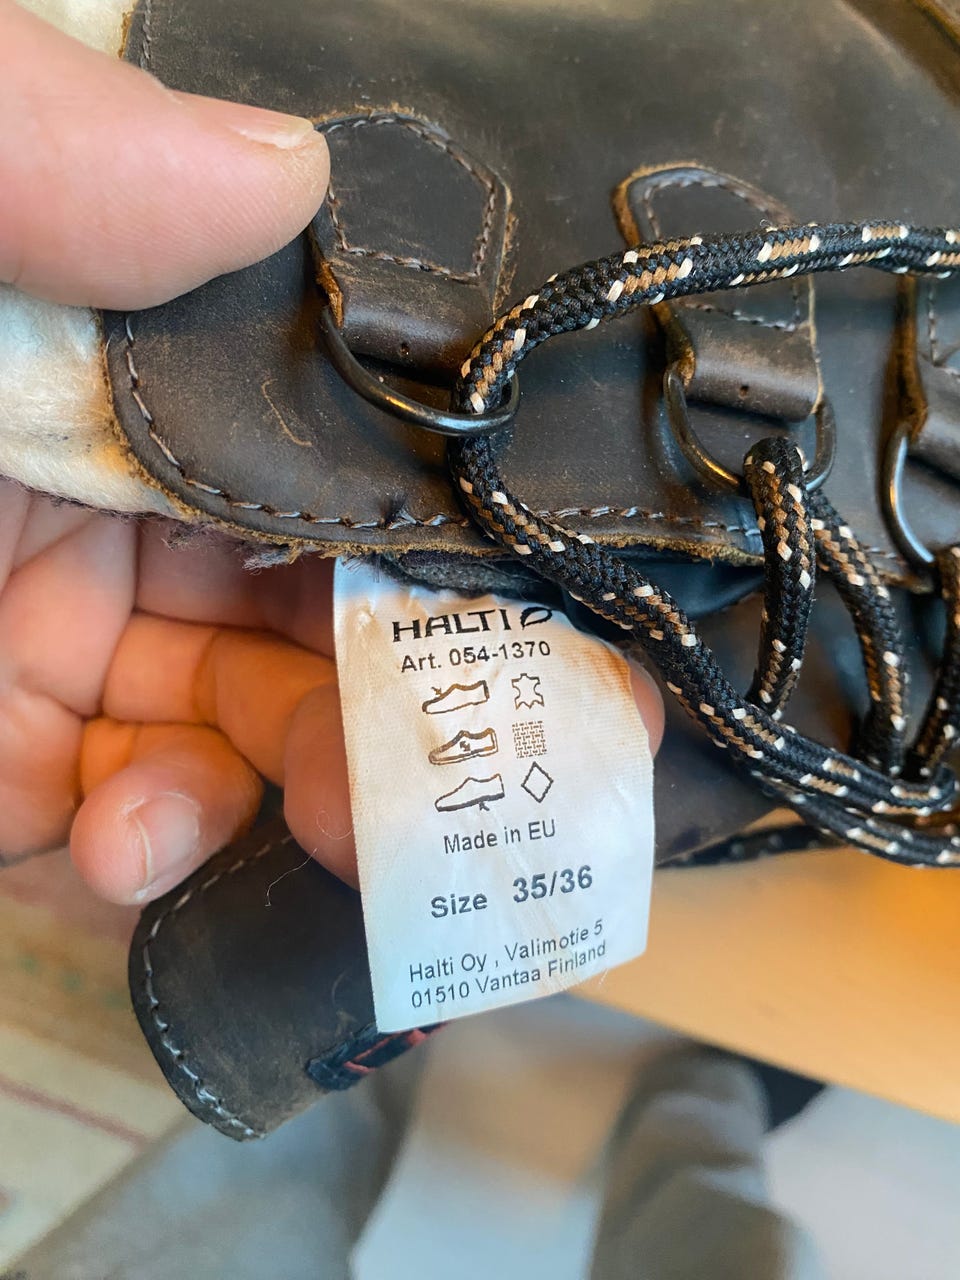 HALTI
Art. 054-1370
Made in EU
Size 35/36
Halti Oy , Valimotie 5
01510 Vantaa Finland